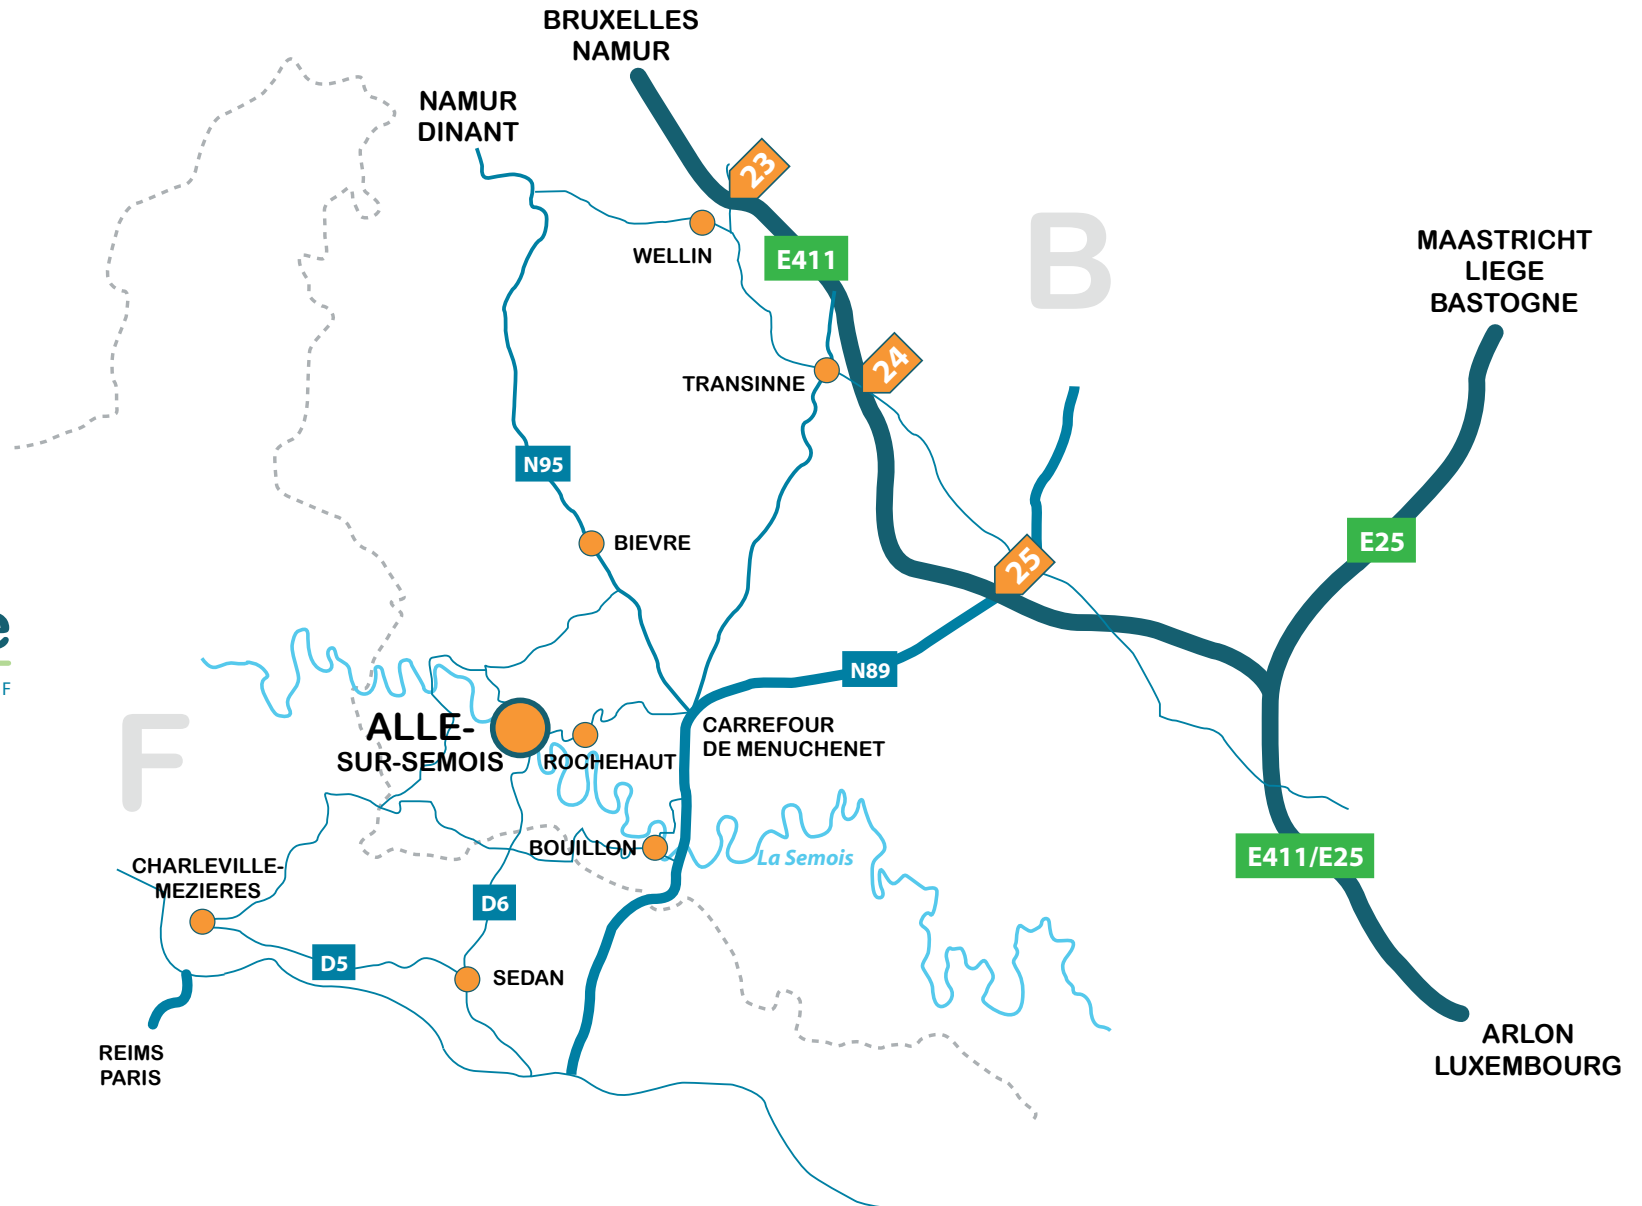 BRUXELLES
NAMUR
NAMUR
DINANT
23
WELLIN
E411
B
MAASTRICHT
LIEGE
BASTOGNE
24
TRANSINNE
N95
E25
BIEVRE
25
e
F
N89
F
ALLE-
SUR-SEMOIS
ROCHEHAUT
CARREFOUR
DE MENUCHENET
BOUILLON
La Semois
E411/E25
CHARLEVILLE-
MEZIERES
D6
D5
SEDAN
REIMS
PARIS
ARLON
LUXEMBOURG